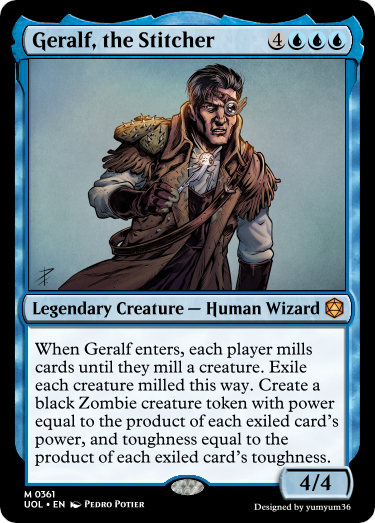 Geralf, the Stitcher 4
Legendary Creature — Human Wizard
When Geralf enters, each player mills
cards until they mill a creature. Exile
each creature milled this way. Create a
black Zombie creature token with power
equal to the product of each exiled card's
power, and toughness equal to the
product of each exiled card's toughness.
4/4
M 0361
UOL • EN Pedro Potier
Designed by yumyum36